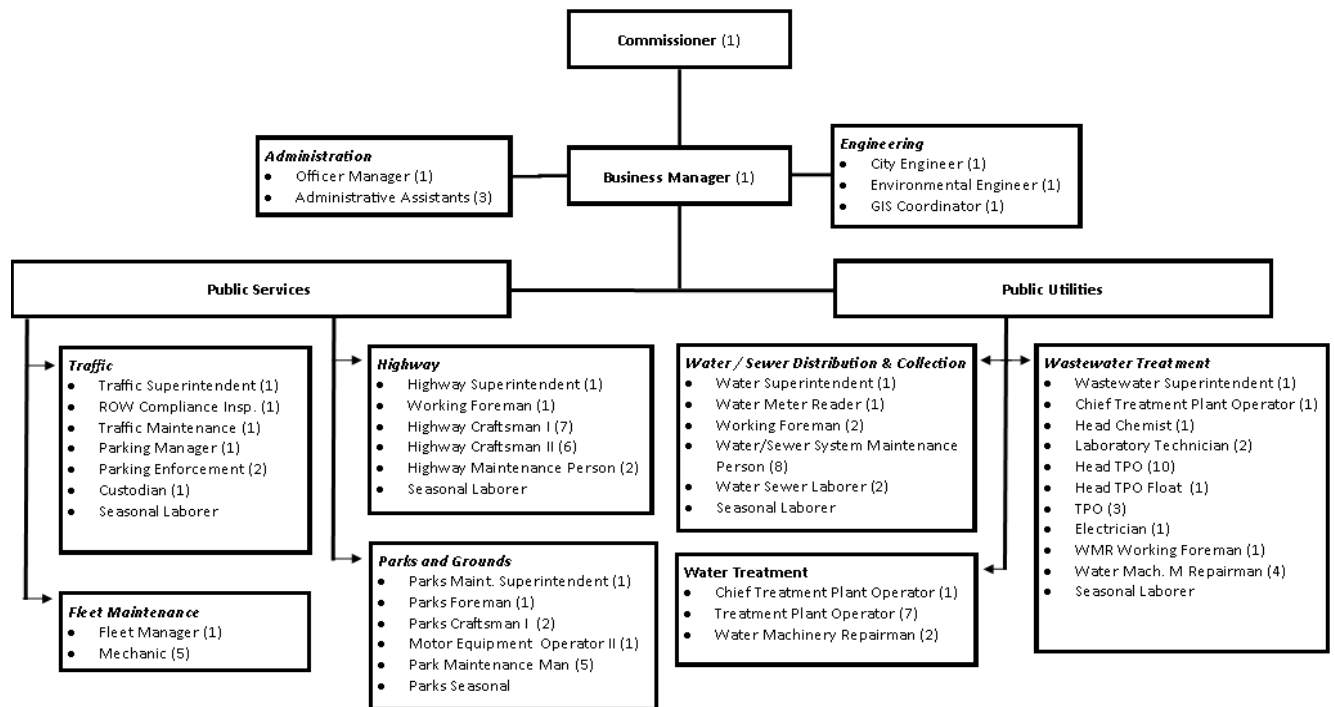 Commissioner (1)
Administration
• Officer Manager (1)
• Administrative Assistants (3)
Business Manager (1)
Engineering
• City Engineer (1)
• Environmental Engineer (1)
• GIS Coordinator (1)
Public Services
Public Utilities
Traffic
• Traffic Superintendent (1)
• ROW Compliance Insp. (1)
• Traffic Maintenance (1)
• Parking Manager (1)
• Parking Enforcement (2)
• Custodian (1)
• Seasonal Laborer
Fleet Maintenance
• Fleet Manager (1)
• Mechanic (5)
Highway
• Highway Superintendent (1)
• Working Foreman (1)
• Highway Craftsman I (7)
• Highway Craftsman II (6)
• Highway Maintenance Person (2)
• Seasonal Laborer
Parks and Grounds
• Parks Maint. Superintendent (1)
• Parks Foreman (1)
• Parks Craftsman I (2)
• Motor Equipment Operator II (1)
• Park Maintenance Man (5)
• Parks Seasonal
Water / Sewer Distribution & Collection
• Water Superintendent (1)
• Water Meter Reader (1)
• Working Foreman (2)
• Water/Sewer System Maintenance
Person (8)
• Water Sewer Laborer (2)
• Seasonal Laborer
Water Treatment
• Chief Treatment Plant Operator (1)
• Treatment Plant Operator (7)
• Water Machinery Repairman (2)
Wastewater Treatment
• Wastewater Superintendent (1)
• Chief Treatment Plant Operator (1)
• Head Chemist (1)
• Laboratory Technician (2)
• Head TPO (10)
• Head TPO Float (1)
• TPO (3)
• Electrician (1)
• WMR Working Foreman (1)
• Water Mach. M Repairman (4)
• Seasonal Laborer